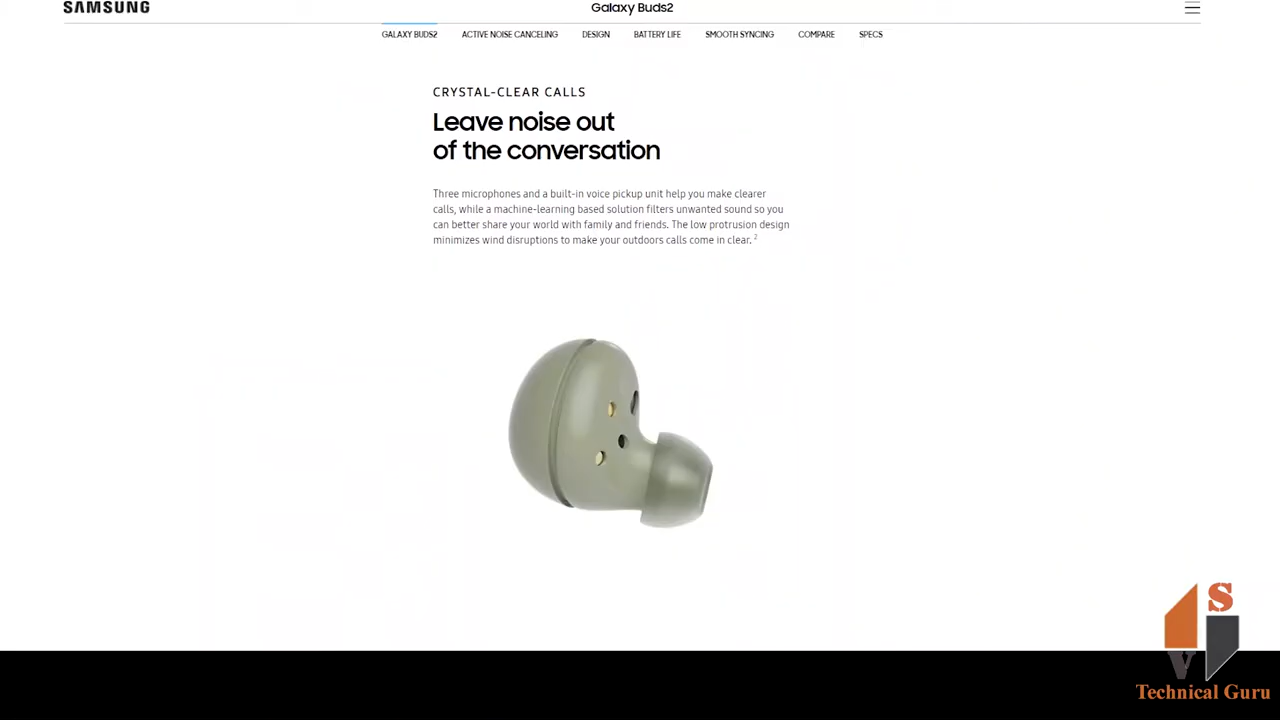 SAMSUNG
Galaxy Buds2
GALAXY BUDS2 ACTIVE NOISE CANCELING DESIGN BATTERY LIFE SMOOTH SYNCING COMPARE SPECS
CRYSTAL-CLEAR CALLS
Leave noise out
of the conversation
Three microphones and a built-in voice pickup unit help you make clearer
calls, while a machine-learning based solution filters unwanted sound so you
can better share your world with family and friends. The low protrusion design
minimizes wind disruptions to make your outdoors calls come in clear. 2
S
V
Technical Guru